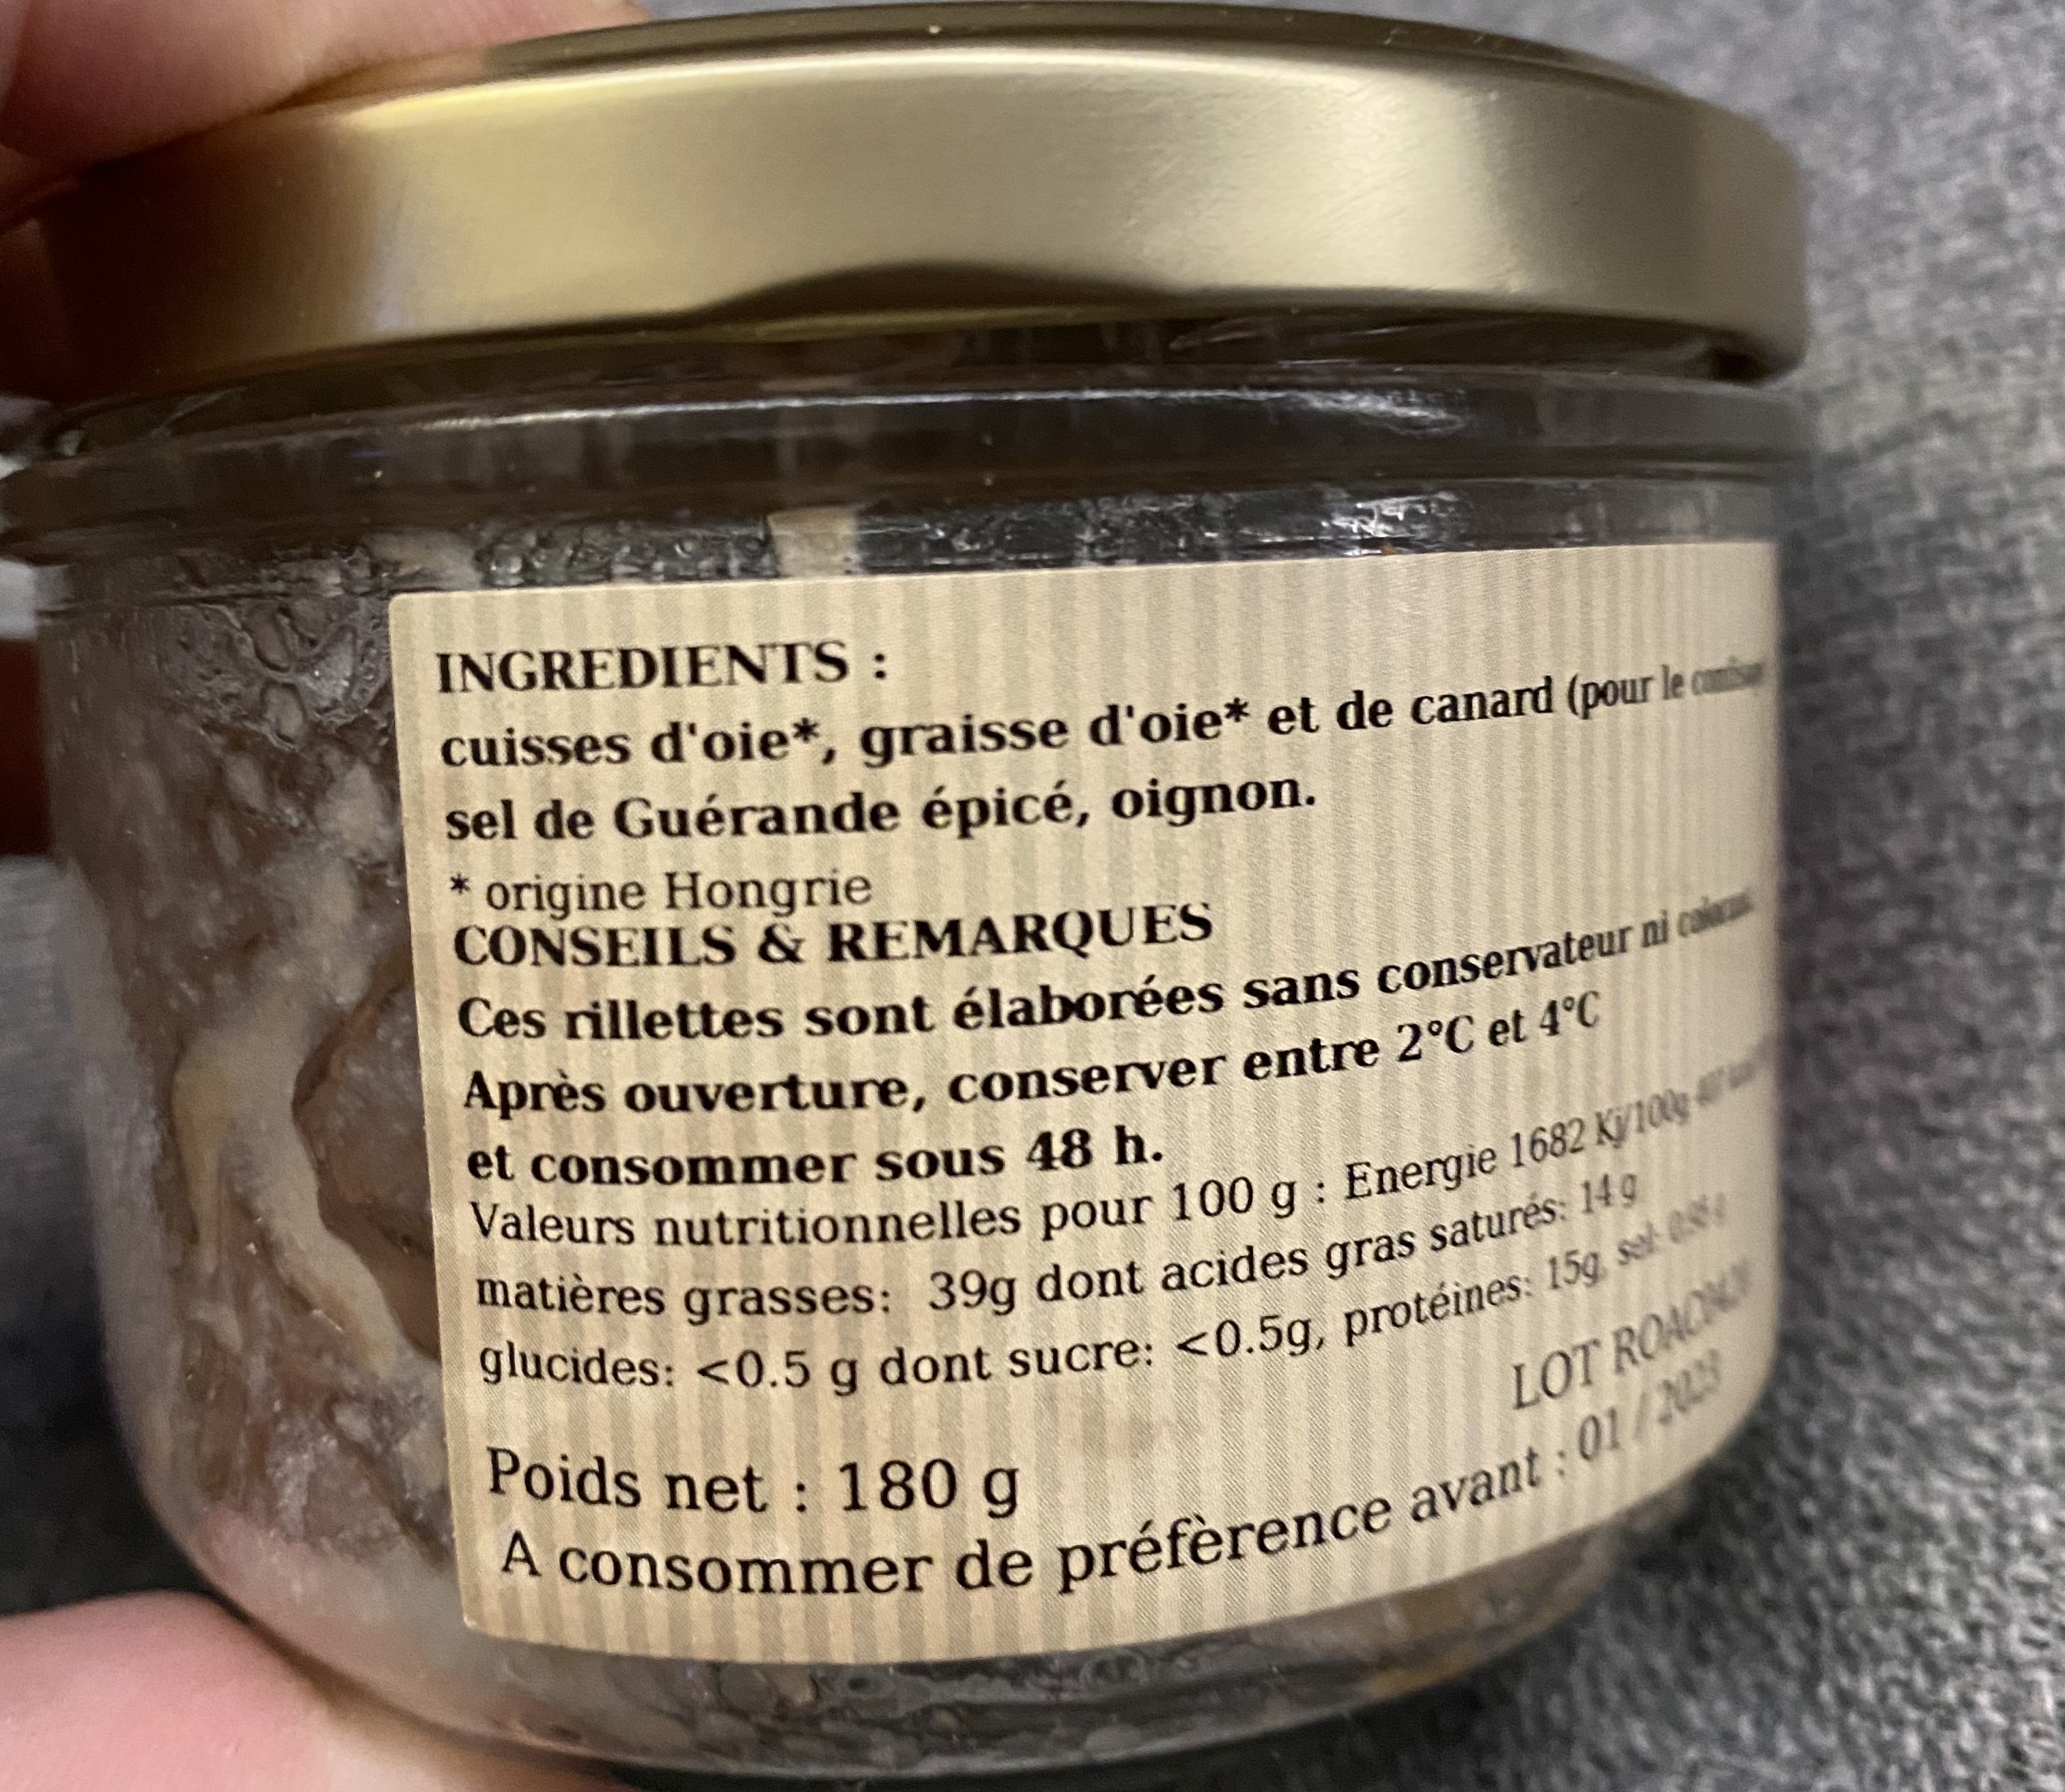 INGREDIENTS :
cuisses d'oie*, graisse d'oie* et de canard (pour le
sel de Guérande épicé, oignon.
* origine Hongrie
CONSEILS & REMARQUES
Ces rillettes sont élaborées sans conservateur ni
Après ouverture, conserver entre 2°C et 4°C
et consommer sous 48 h.
Valeurs nutritionnelles pour 100 g : Energie 1682 Kj/100g
matières grasses: 39g dont acides gras saturés: 14 g
glucides: <0.5 g dont sucre: <0.5g, protéines: 15g, sel:
LOT
Poids net : 180 g
A consommer de préfèrence avant : 01 / 2023